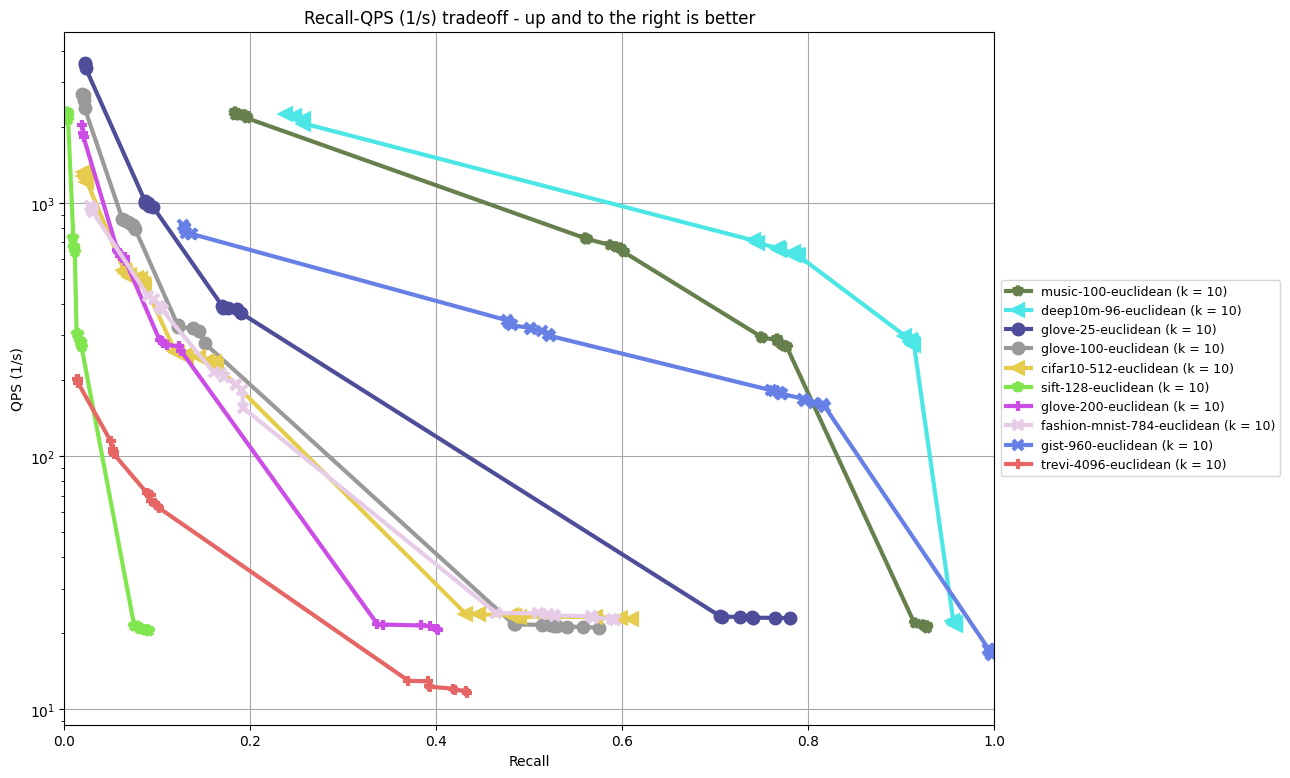 Recall-QPS (1/s) tradeoff - up and to the right is better
QPS (1/s)
10³
10²
10¹
0.0 0.2 0.4 0.6 0.8 1.0
Recall
music-100-euclidean (k = 10)
deep10m-96-euclidean (k = 10)
glove-25-euclidean (k = 10)
glove-100-euclidean (k = 10)
cifar10-512-euclidean (k = 10)
sift-128-euclidean (k = 10)
glove-200-euclidean (k = 10)
fashion-mnist-784-euclidean (k = 10)
gist-960-euclidean (k = 10)
trevi-4096-euclidean (k = 10)